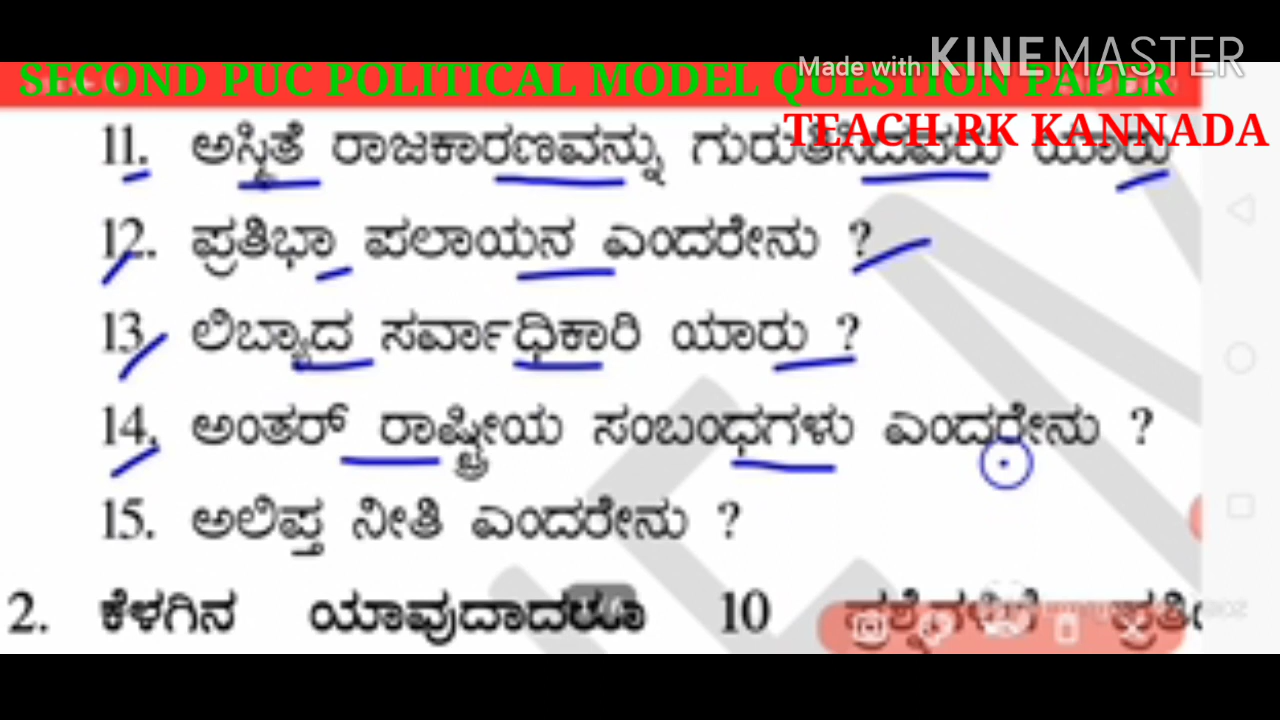 Made with KINEMASTER
SECOND PUC POLITICAL MODEL QUESTION PAPER
TEACH RK KANNADA
11. ಅಸ್ಮಿತೆ ರಾಜಕಾರಣವನ್ನು ಗುರುತಿಸಿದವರು ಯಾರು
12. ಪ್ರತಿಭಾ ಪಲಾಯನ ಎಂದರೇನು ?
13. ಲಿಬ್ಯಾದ ಸರ್ವಾಧಿಕಾರಿ ಯಾರು ?
14. ಅಂತರ್ ರಾಷ್ಟ್ರೀಯ ಸಂಬಂಧಗಳು ಎಂದರೇನು ?
15. ಅಲಿಪ್ತ ನೀತಿ ಎಂದರೇನು ?
2. ಕೆಳಗಿನ ಯಾವುದಾದರೂ 10